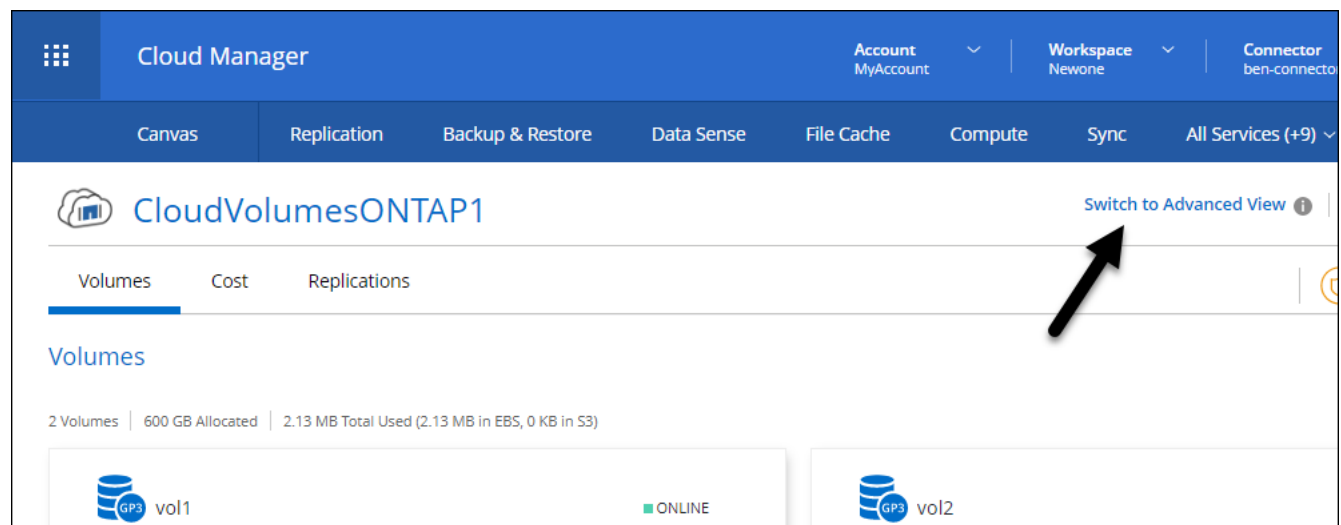 Cloud Manager
Account
MyAccount
Workspace
Newone
Connector
ben-connecto
Canvas Replication Backup & Restore Data Sense File Cache Compute Sync All Services (+9)
CloudVolumesONTAP1
Switch to Advanced View
Volumes Cost Replications
Volumes
2 Volumes | 600 GB Allocated | 2.13 MB Total Used (2.13 MB in EBS, 0 KB in S3)
GP3 vol1 ONLINE
GP3 vol2